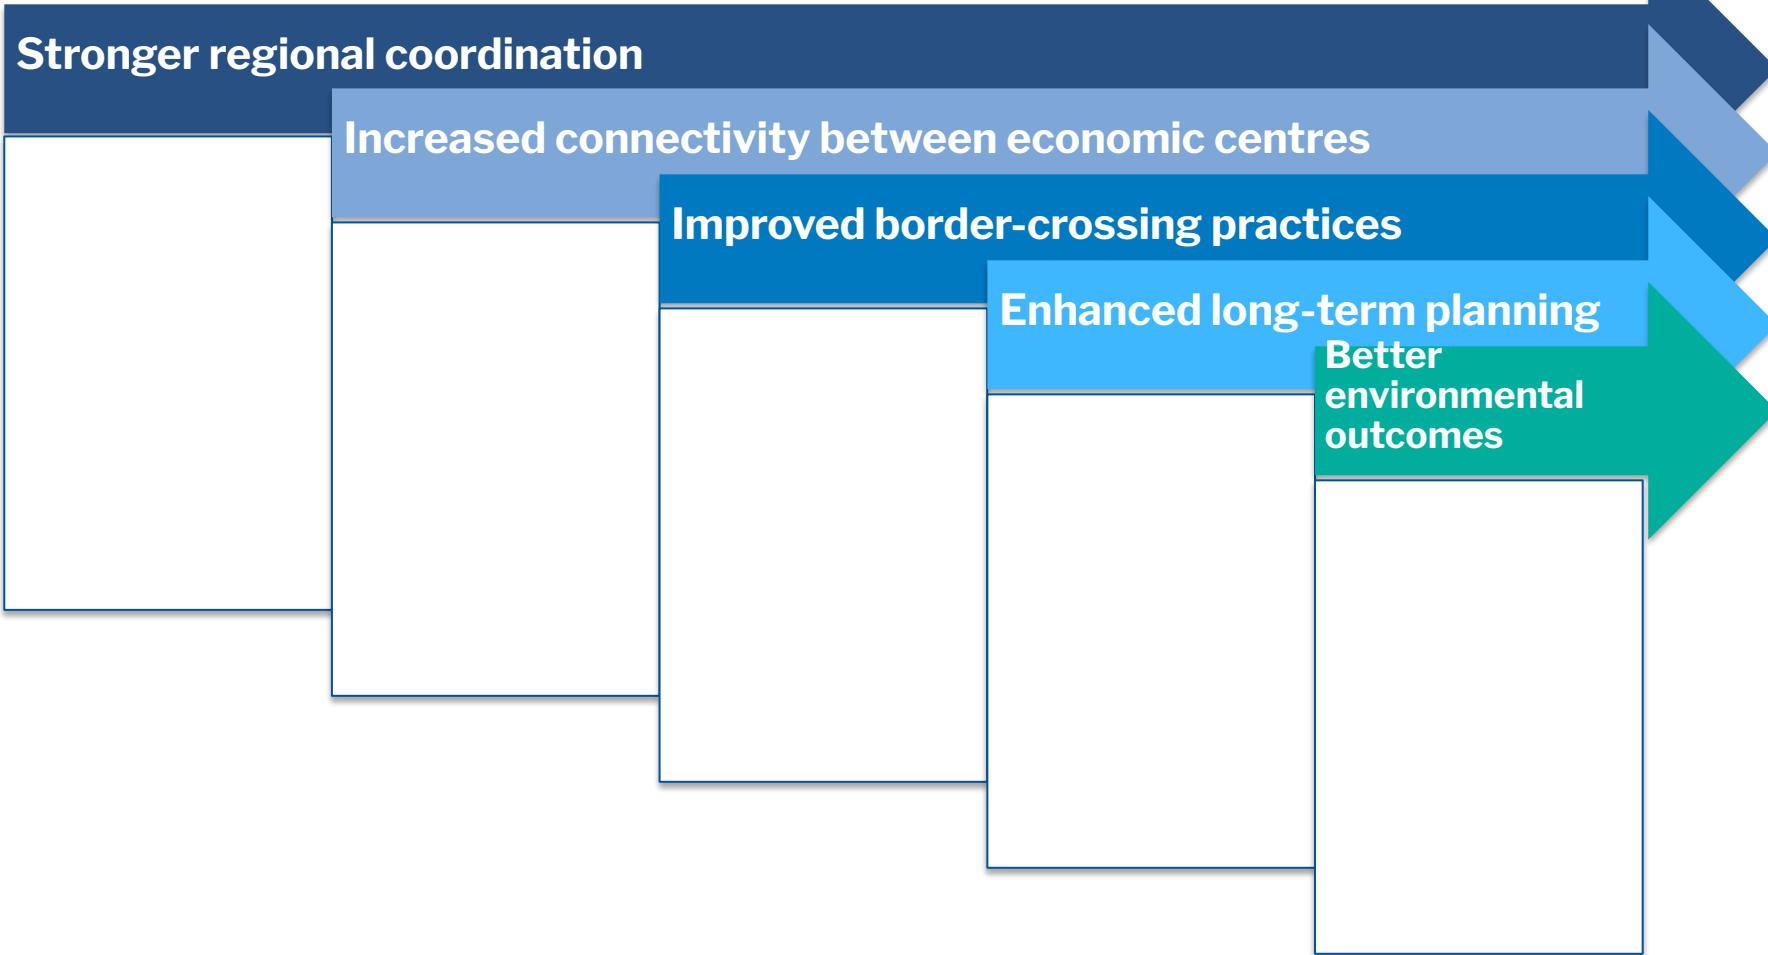 Stronger regional coordination
Increased connectivity between economic centres
Improved border-crossing practices
Enhanced long-term planning
Better
environmental
outcomes